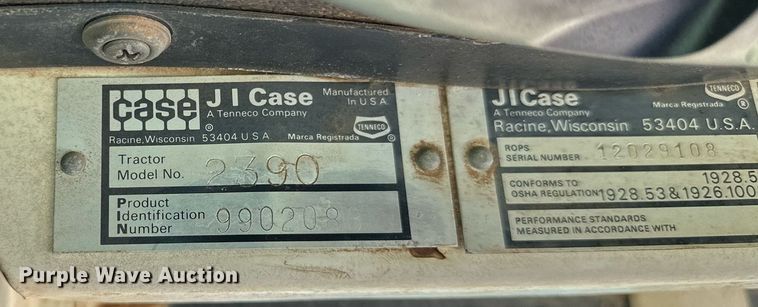 case J I Case Manufactured
In U.S.A.
A Tenneco Company
Racine, Wisconsin 53404 U.S.A. Marca Registrada TENNECO
Tractor
Model No. 2390
Product
Identification
Number 990208
JI Case TENNECO
A Tenneco Company Marca Registrada
Racine, Wisconsin 53404 U.S.A.
ROPS
SERIAL NUMBER 12029108
CONFORMS TO 1928.5
OSHA REGULATION 1928.53 & 1926.100
PERFORMANCE STANDARDS
MEASURED IN ACCORDANCE WITH
Purple Wave Auction